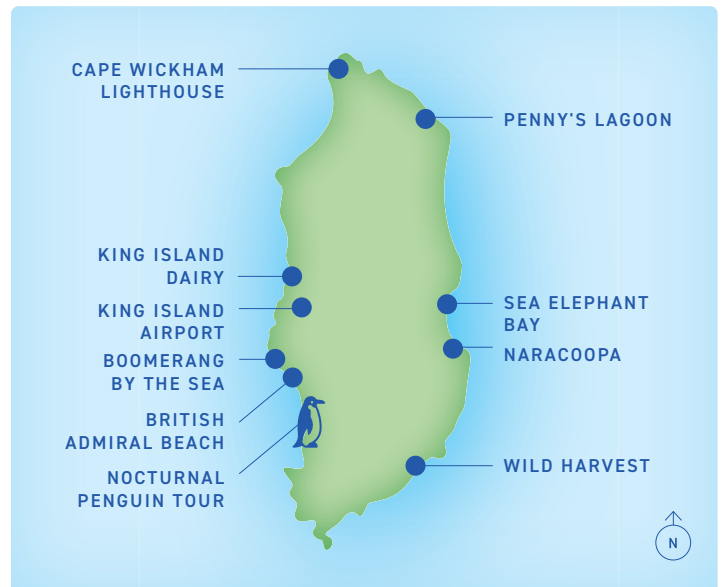 CAPE WICKHAM
LIGHTHOUSE
PENNY'S LAGOON
KING ISLAND
DAIRY
KING ISLAND
AIRPORT
BOOMERANG
BY THE SEA
BRITISH
ADMIRAL BEACH
NOCTURNAL
PENGUIN TOUR
SEA ELEPHANT
BAY
NARACOOPA
WILD HARVEST
N